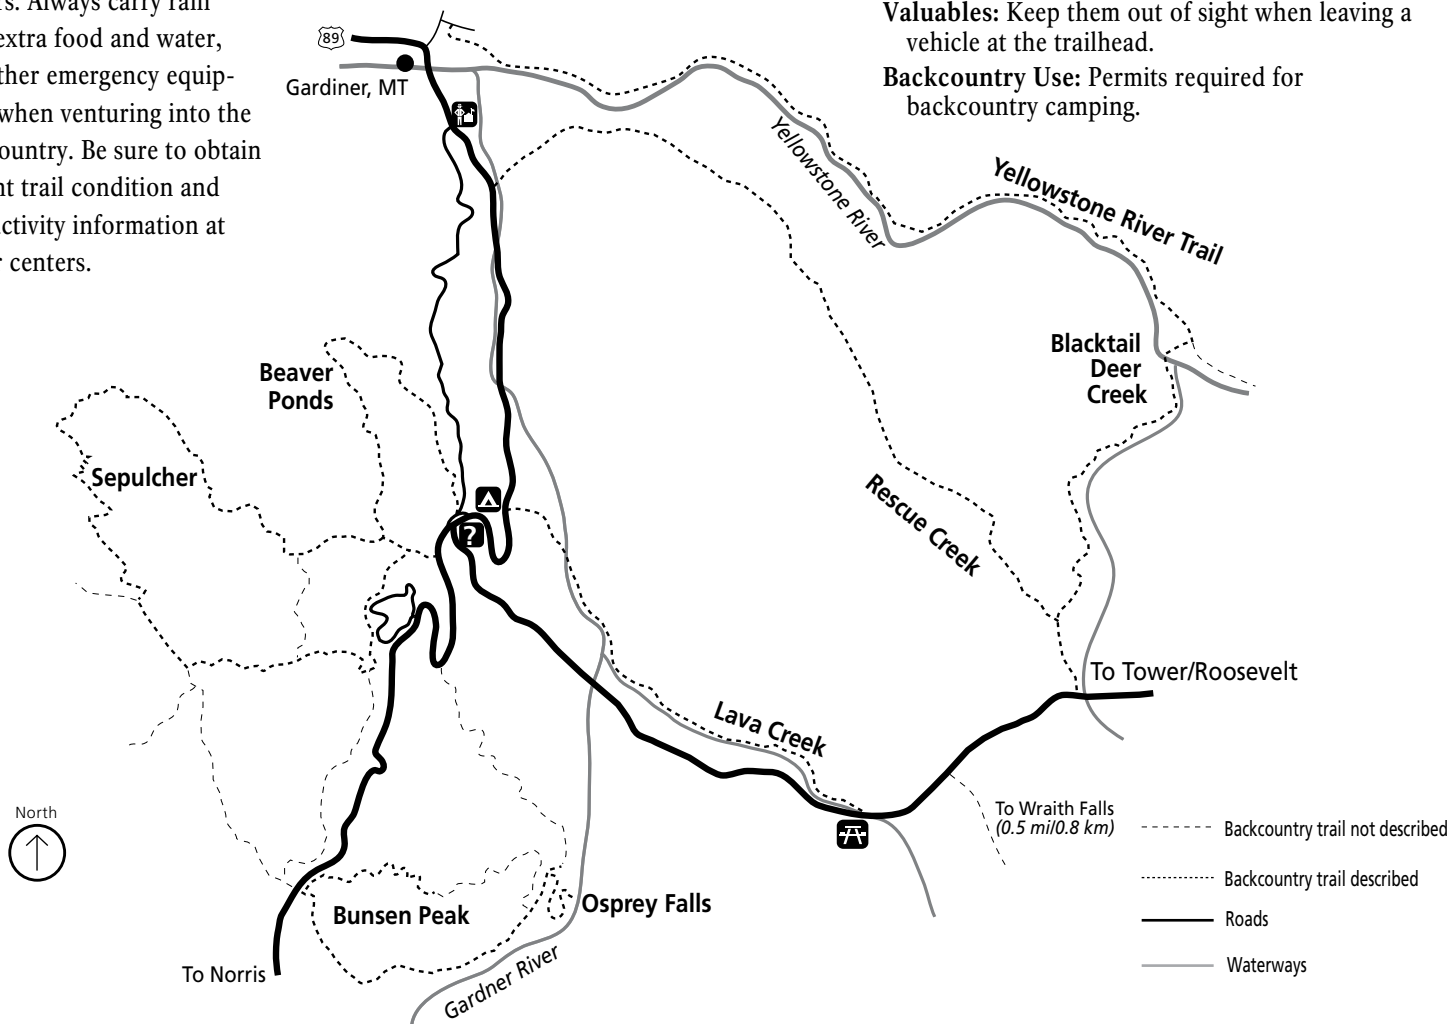 rs. Always carry rain
extra food and water,
ther emergency equip-
when venturing into the
ountry. Be sure to obtain
nt trail condition and
activity information at
r centers.
Valuables: Keep them out of sight when leaving a
vehicle at the trailhead.
Backcountry Use: Permits required for
backcountry camping.
89
Gardiner, MT
Yellowstone River
Yellowstone River Trail
Blacktail
Deer
Creek
Beaver
Ponds
Sepulcher
?
Rescue Creek
To Tower/Roosevelt
Lava Creek
North
To Wraith Falls
(0.5 mi/0.8 km)
Bunsen Peak
Osprey Falls
To Norris
Gardner River
Backcountry trail not described
Backcountry trail described
Roads
Waterways